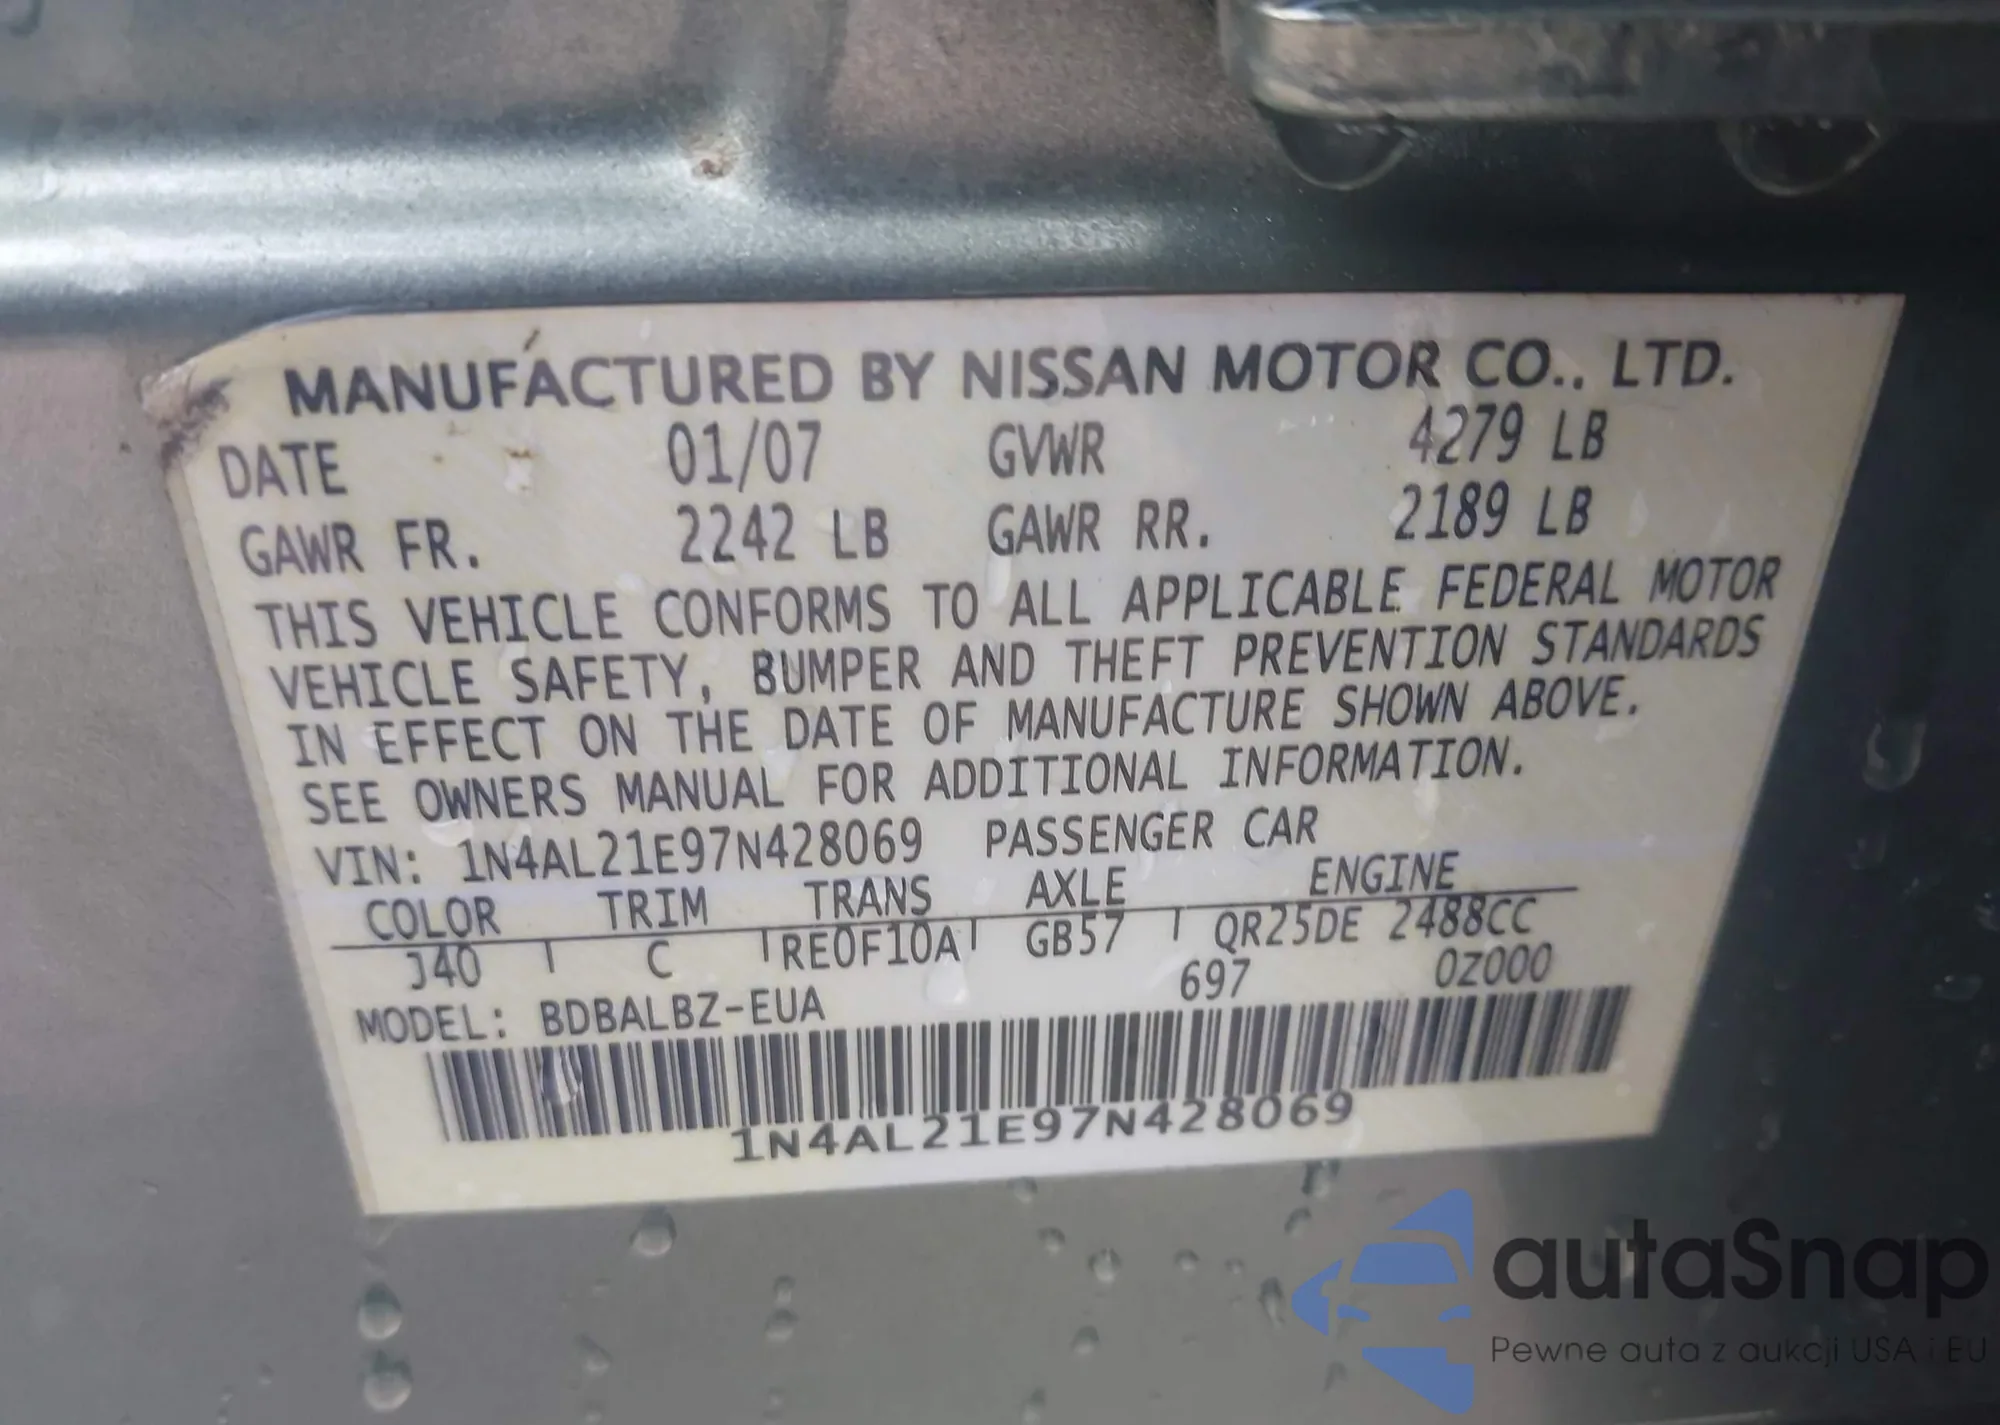 MANUFACTURED BY NISSAN MOTOR CO., LTD.
DATE 01/07 GVWR 4279 LB
GAWR FR. 2242 LB GAWR RR. 2189 LB
THIS VEHICLE CONFORMS TO ALL APPLICABLE FEDERAL MOTOR
VEHICLE SAFETY, BUMPER AND THEFT PREVENTION STANDARDS
IN EFFECT ON THE DATE OF MANUFACTURE SHOWN ABOVE.
SEE OWNERS MANUAL FOR ADDITIONAL INFORMATION.
VIN: 1N4AL21E97N428069 PASSENGER CAR
COLOR TRIM TRANS AXLE ENGINE
J40 C RE0F10A GB57 QR25DE 2488CC
697 0Z000
MODEL: BDBALBZ-EUA
1N4AL21E97N428069
autaSnap
Pewne auta z aukcji USA i EU